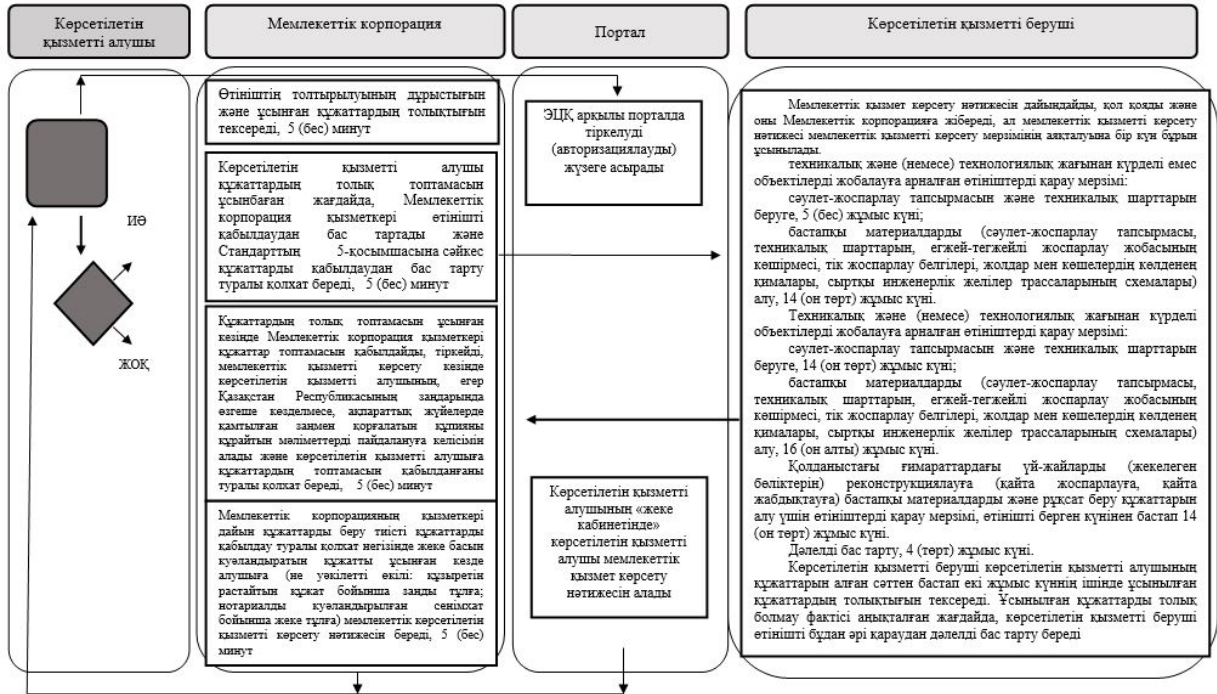 Көрсетілетін
қызметті алушы
Мемлекеттік корпорация
Портал
Көрсетілетін қызметті беруші
ИӘ
ЖОҚ
Өтініштің толтырылуының дұрыстығын
және ұсынған құжаттардың толықтығын
тексереді, 5 (бес) минут
Көрсетілетін қызметті алушы
құжаттардың толық топтамасын
ұсынбаған жағдайда, Мемлекеттік
корпорация қызметкері өтінішті
қабылдаудан бас тартады және
Стандарттың 5-қосымшасына сәйкес
құжаттарды қабылдаудан бас тарту
туралы қолхат береді, 5 (бес) минут
Құжаттардың толық топтамасын ұсынған
кезінде Мемлекеттік корпорация қызметкері
құжаттар топтамасын қабылдайды, тіркейді,
мемлекеттік қызметті көрсету кезінде
көрсетілетін қызметті алушының, егер
Қазақстан Республикасының заңдарында
өзгеше көзделмесе, ақпараттық жүйелерде
қамтылған заңмен қорғалатын құпияны
құрайтын мәліметтерді пайдалануға келісімін
алады және көрсетілетін қызметті алушыға
құжаттардың топтамасын қабылданғаны
туралы қолхат береді, 5 (бес) минут
Мемлекеттік корпорацияның қызметкері
дайын құжаттарды беру тиісті құжаттарды
қабылдау туралы қолхат негізінде жеке басын
куәландыратын құжатты ұсынған кезде
алушыға (не уәкілетті өкілі: құзыретін
растайтын құжат бойынша заңды тұлға;
нотариалды куәландырылған сенімхат
бойынша жеке тұлға) мемлекеттік көрсетілетін
қызметті көрсету нәтижесін береді, 5 (бес)
минут
ЭЦҚ арқылы порталда
тіркелуді
(авторизациялауды)
жүзеге асырады
Көрсетілетін қызметті
алушының «жеке
кабинетінде»
көрсетілетін қызметті
алушы мемлекеттік
қызмет көрсету
нәтижесін алады
Мемлекеттік қызмет көрсету нәтижесін дайындайды, қол қояды және
оны Мемлекеттік корпорацияға жібереді, ал мемлекеттік қызметті көрсету
нәтижесі мемлекеттік қызметті көрсету мерзімінің аяқталуына бір күн бұрын
ұсынылады.
техникалық және (немесе) технологиялық жағынан күрделі емес
объектілерді жобалауға арналған өтініштерді қарау мерзімі:
сәулет-жоспарлау тапсырмасын және техникалық шарттарын
беруге, 5 (бес) жұмыс күні;
бастапқы материалдарды (сәулет-жоспарлау тапсырмасы,
техникалық шарттарын, егжей-тегжейлі жоспарлау жобасының
көшірмесі, тік жоспарлау белгілері, жолдар мен көшелердің көлденең
қималары, сыртқы инженерлік желілер трассаларының схемалары)
алу, 14 (он төрт) жұмыс күні.
Техникалық және (немесе) технологиялық жағынан күрделі
объектілерді жобалауға арналған өтініштерді қарау мерзімі:
сәулет-жоспарлау тапсырмасын және техникалық шарттарын
беруге, 14 (он төрт) жұмыс күні;
бастапқы материалдарды (сәулет-жоспарлау тапсырмасы,
техникалық шарттарын, егжей-тегжейлі жоспарлау жобасының
көшірмесі, тік жоспарлау белгілері, жолдар мен көшелердің көлденең
қималары, сыртқы инженерлік желілер трассаларының схемалары)
алу, 16 (он алты) жұмыс күні.
Қолданыстағы ғимараттардағы үй-жайларды (жекелеген
бөліктерін) реконструкциялауға (қайта жоспарлауға, қайта
жабдықтауға) бастапқы материалдарды және рұқсат беру құжаттарын
алу үшін өтініштерді қарау мерзімі, өтінішті берген күнінен бастап 14
(он төрт) жұмыс күні.
Дәлелді бас тарту, 4 (төрт) жұмыс күні.
Көрсетілетін қызметті беруші көрсетілетін қызметті алушының
құжаттарын алған сәттен бастап екі жұмыс күннің ішінде ұсынылған
құжаттардың толықтығын тексереді. Ұсынылған құжаттарды толық
болмау фактісі анықталған жағдайда, көрсетілетін қызметті беруші
өтінішті бұдан әрі қараудан дәлелді бас тарту береді